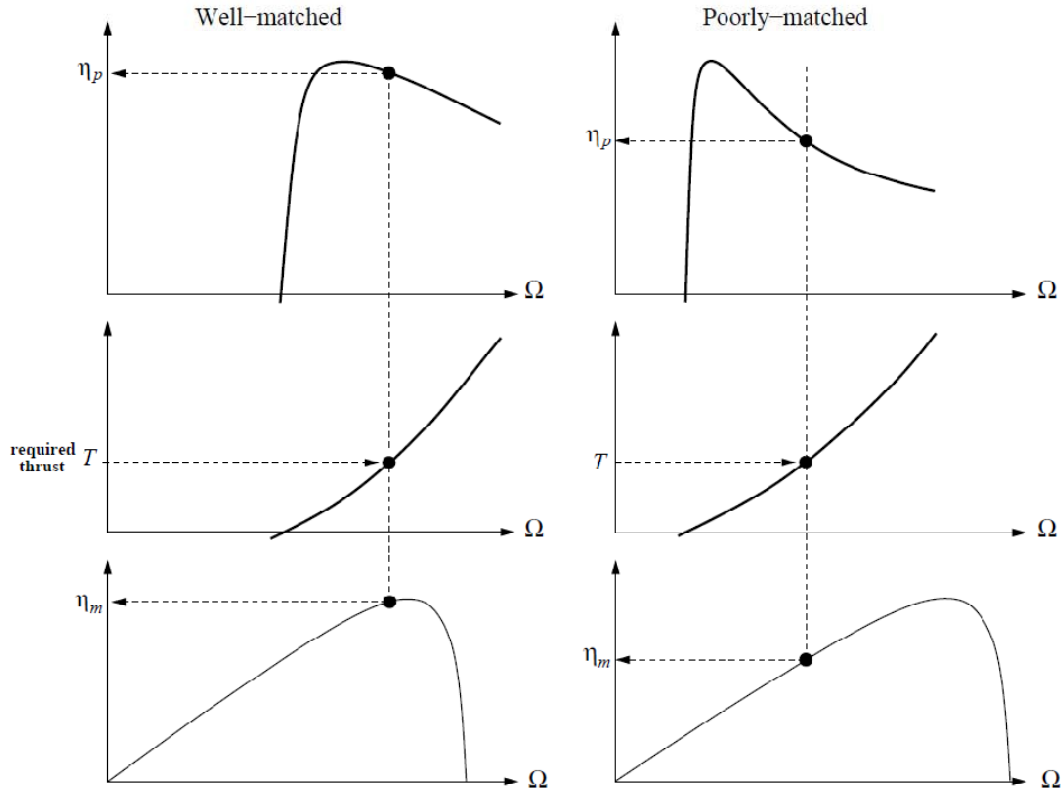 Well−matched
Poorly−matched
ηp
Ω
ηp
Ω
required
thrust T
Ω
T
Ω
ηm
Ω
ηm
Ω